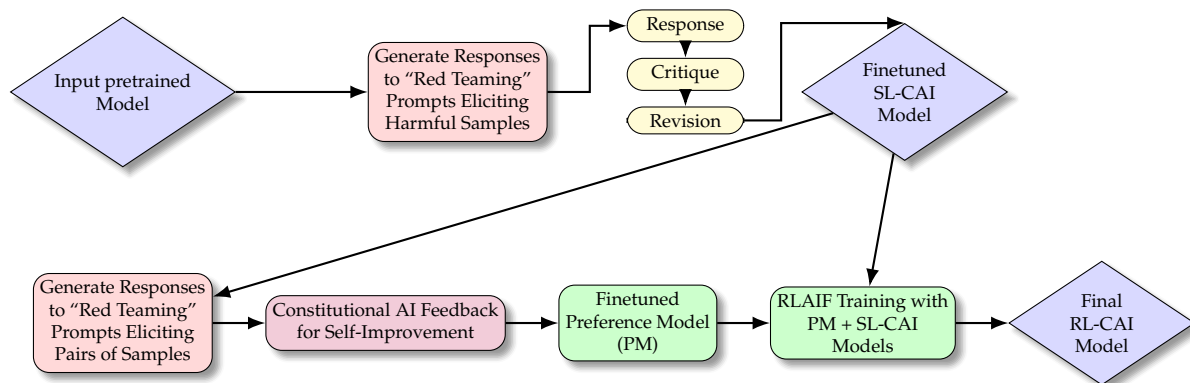 Input pretrained
Model
Generate Responses
to “Red Teaming”
Prompts Eliciting
Harmful Samples
Response
Critique
Revision
Finetuned
SL-CAI
Model
Generate Responses
to “Red Teaming”
Prompts Eliciting
Pairs of Samples
Constitutional AI Feedback
for Self-Improvement
Finetuned
Preference Model
(PM)
RLAIF Training with
PM + SL-CAI
Models
Final
RL-CAI
Model